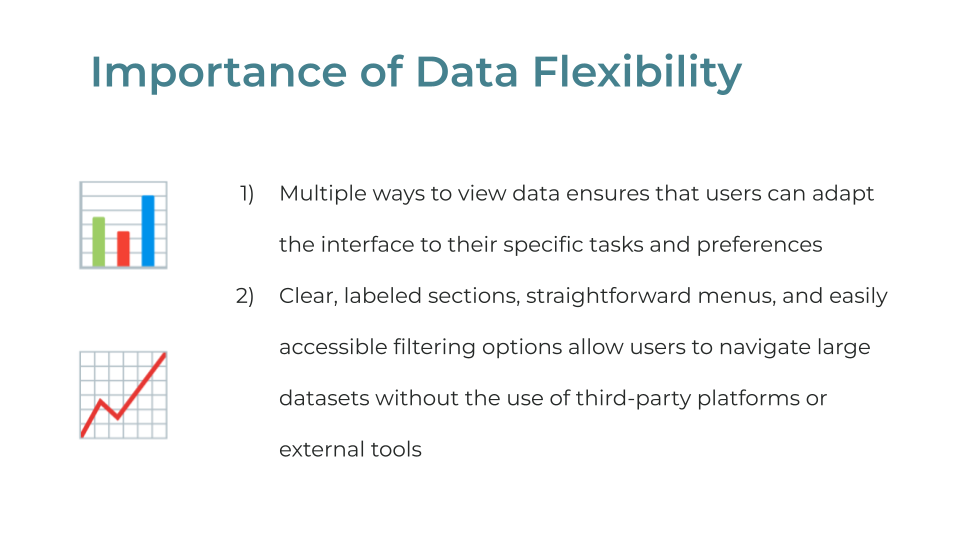 Importance of Data Flexibility
1) Multiple ways to view data ensures that users can adapt
the interface to their specific tasks and preferences
2) Clear, labeled sections, straightforward menus, and easily
accessible filtering options allow users to navigate large
datasets without the use of third-party platforms or
external tools